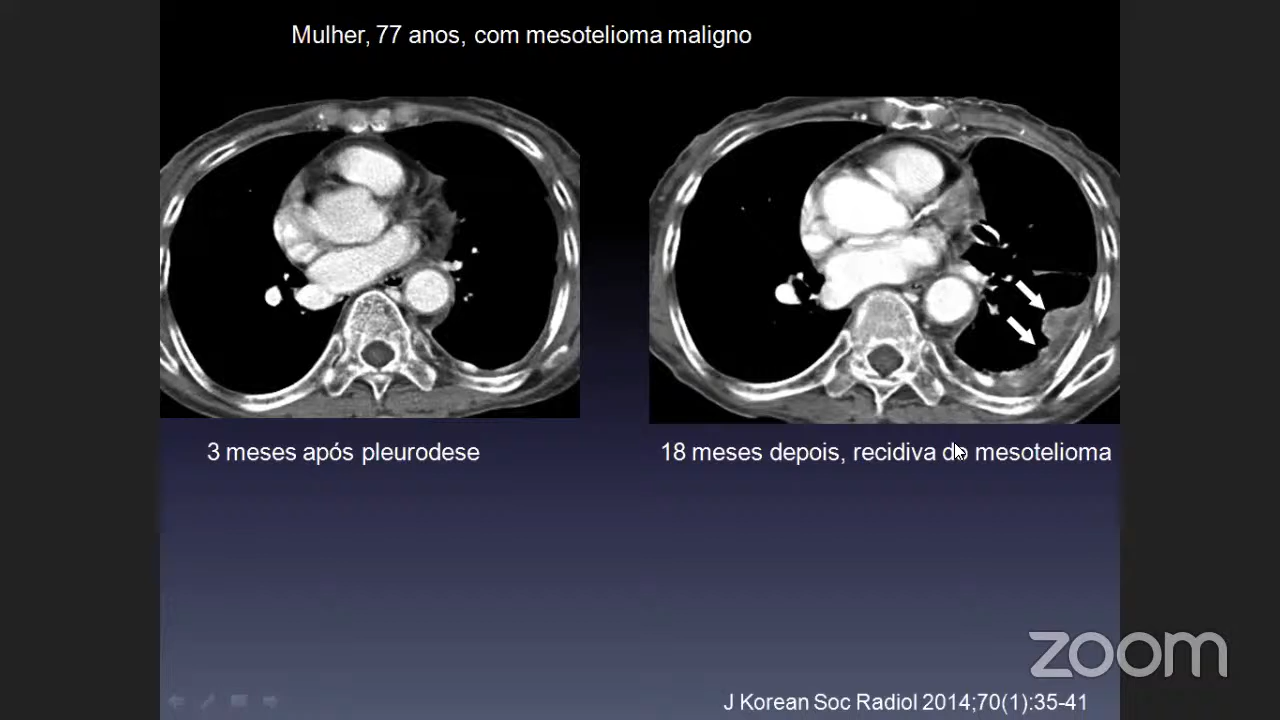 Mulher, 77 anos, com mesotelioma maligno
3 meses após pleurodese
18 meses depois, recidiva do mesotelioma
zoom
J Korean Soc Radiol 2014;70(1):35-41